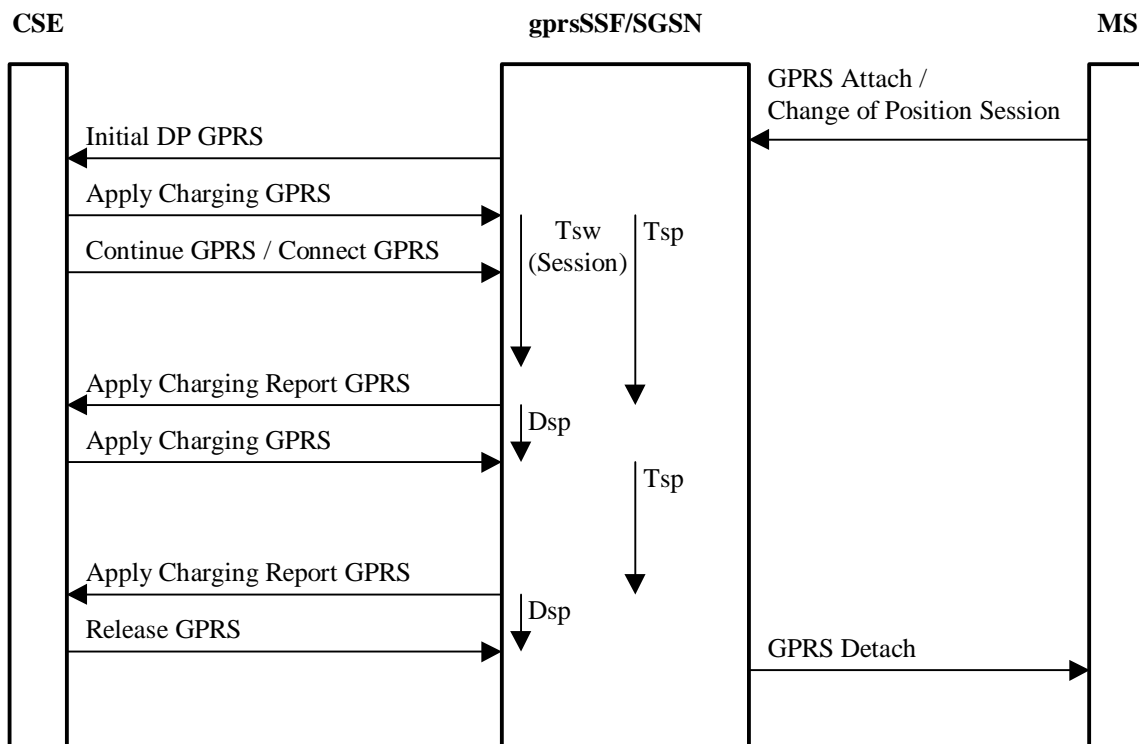 CSE
gprsSSF/SGSN
MS
GPRS Attach /
Change of Position Session
Initial DP GPRS
Apply Charging GPRS
Tsw
(Session)
Tsp
Continue GPRS / Connect GPRS
Apply Charging Report GPRS
Dsp
Apply Charging GPRS
Tsp
Apply Charging Report GPRS
Dsp
Release GPRS
GPRS Detach